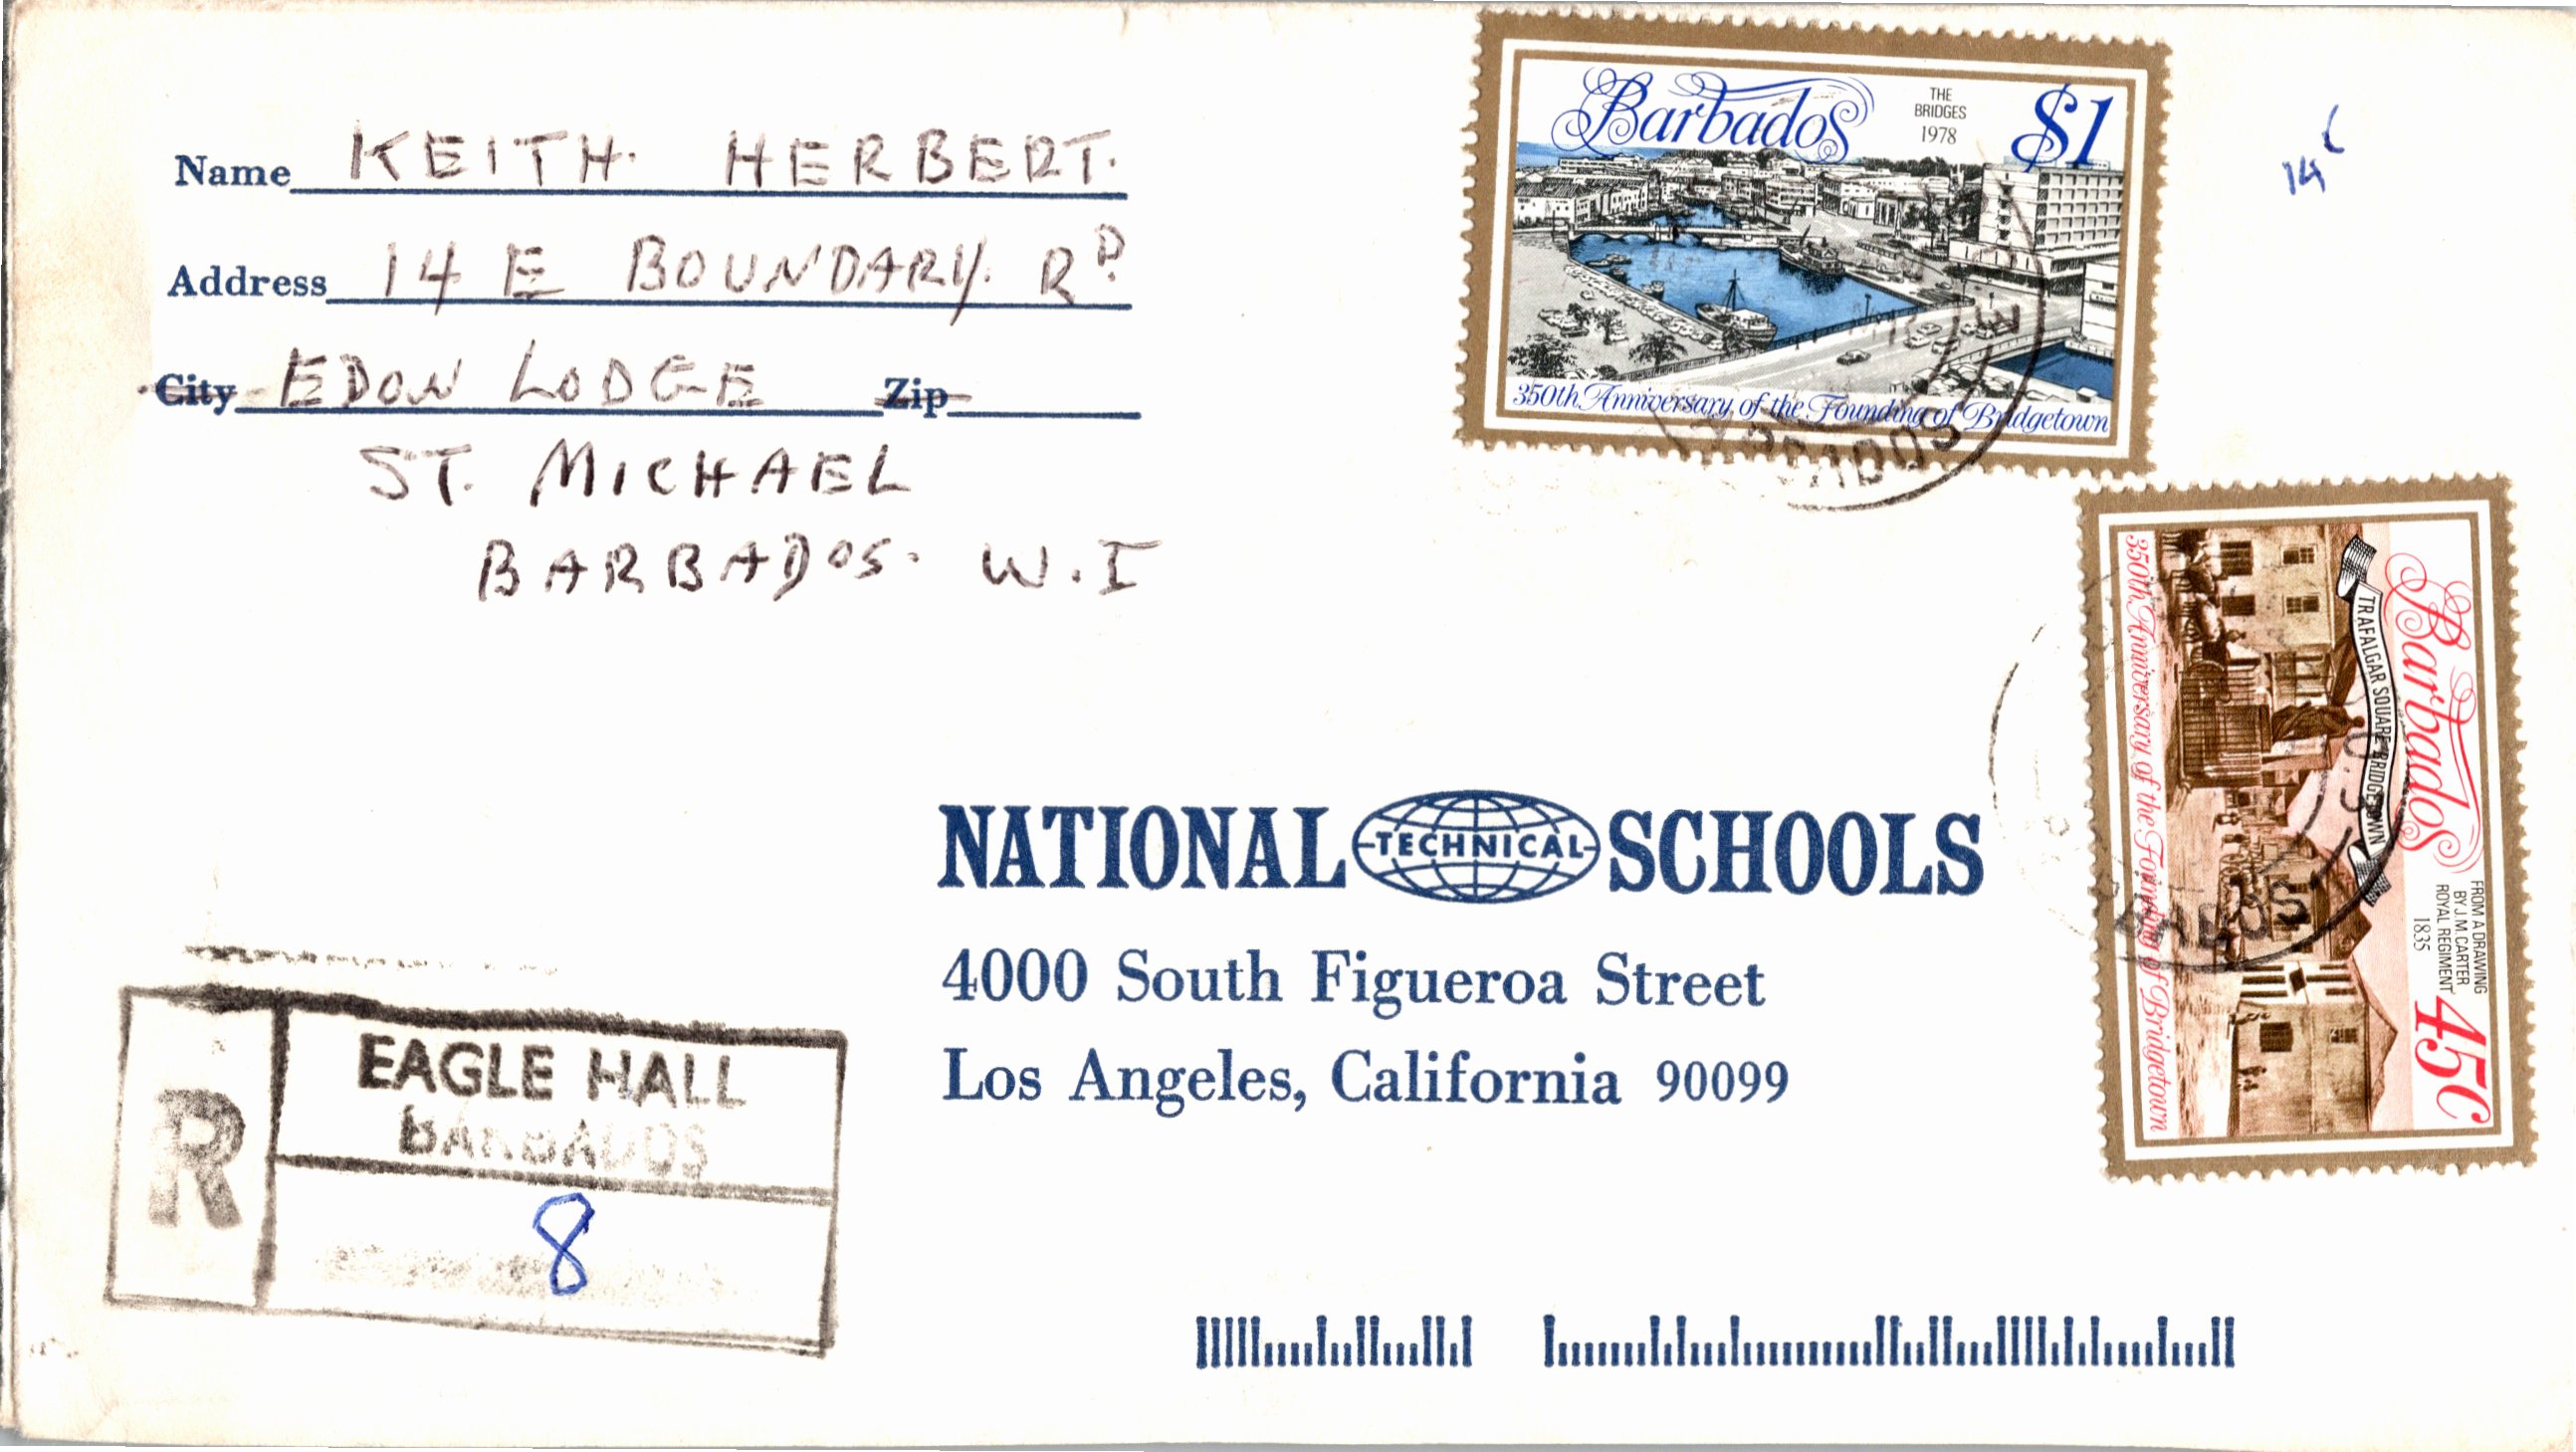 Name KEITH. HERBERT.
Address 14 E BOUNDARY. RD.
City EDON LODGE Zip
ST. MICHAEL
BARBADOS. W.I
Barbados
THE
BRIDGES
1978
$1
350th Anniversary of the Founding of Bridgetown
BARBADOS
14
Barbados
TRAFALGAR SQUARE BRIDGETOWN
FROM A DRAWING
BY J.M. CARTER
ROYAL REGIMENT
1835
45c
350th Anniversary of the Founding of Bridgetown
BARBADOS
NATIONAL TECHNICAL SCHOOLS
4000 South Figueroa Street
Los Angeles, California 90099
R
EAGLE HALL
BARBADOS
8